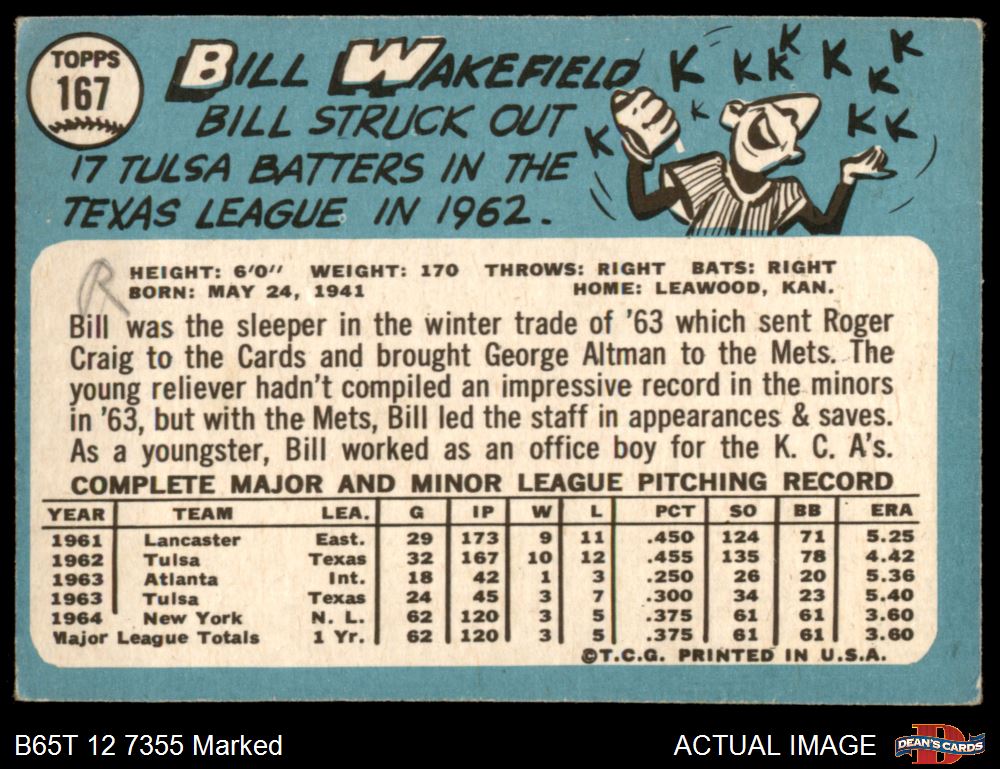 TOPPS
167
BILL WAKEFIELD
BILL STRUCK OUT
17 TULSA BATTERS IN THE
TEXAS LEAGUE IN 1962.
K K K K K K K K K K
R
HEIGHT: 6'0" WEIGHT: 170 THROWS: RIGHT BATS: RIGHT
BORN: MAY 24, 1941 HOME: LEAWOOD, KAN.
Bill was the sleeper in the winter trade of '63 which sent Roger
Craig to the Cards and brought George Altman to the Mets. The
young reliever hadn't compiled an impressive record in the minors
in '63, but with the Mets, Bill led the staff in appearances & saves.
As a youngster, Bill worked as an office boy for the K. C. A's.
COMPLETE MAJOR AND MINOR LEAGUE PITCHING RECORD
YEAR TEAM LEA. G IP W L PCT SO BB ERA
1961 Lancaster East. 29 173 9 11 .450 124 71 5.25
1962 Tulsa Texas 32 167 10 12 .455 135 78 4.42
1963 Atlanta Int. 18 42 1 3 .250 26 20 5.36
1963 Tulsa Texas 24 45 3 7 .300 34 23 5.40
1964 New York N. L. 62 120 3 5 .375 61 61 3.60
Major League Totals 1 Yr. 62 120 3 5 .375 61 61 3.60
©T.C.G. PRINTED IN U.S.A.
B65T 12 7355 Marked ACTUAL IMAGE
DEAN'S CARDS